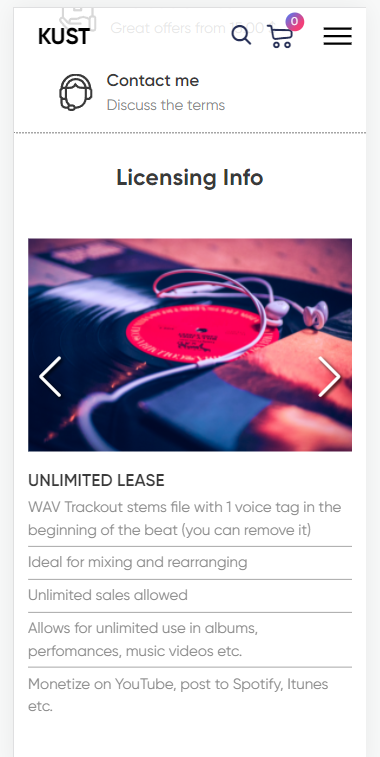 Great offers from
KUST
0
Contact me
Discuss the terms
Licensing Info
UNLIMITED LEASE
WAV Trackout stems file with 1 voice tag in the
beginning of the beat (you can remove it)
Ideal for mixing and rearranging
Unlimited sales allowed
Allows for unlimited use in albums,
perfomances, music videos etc.
Monetize on YouTube, post to Spotify, Itunes
etc.